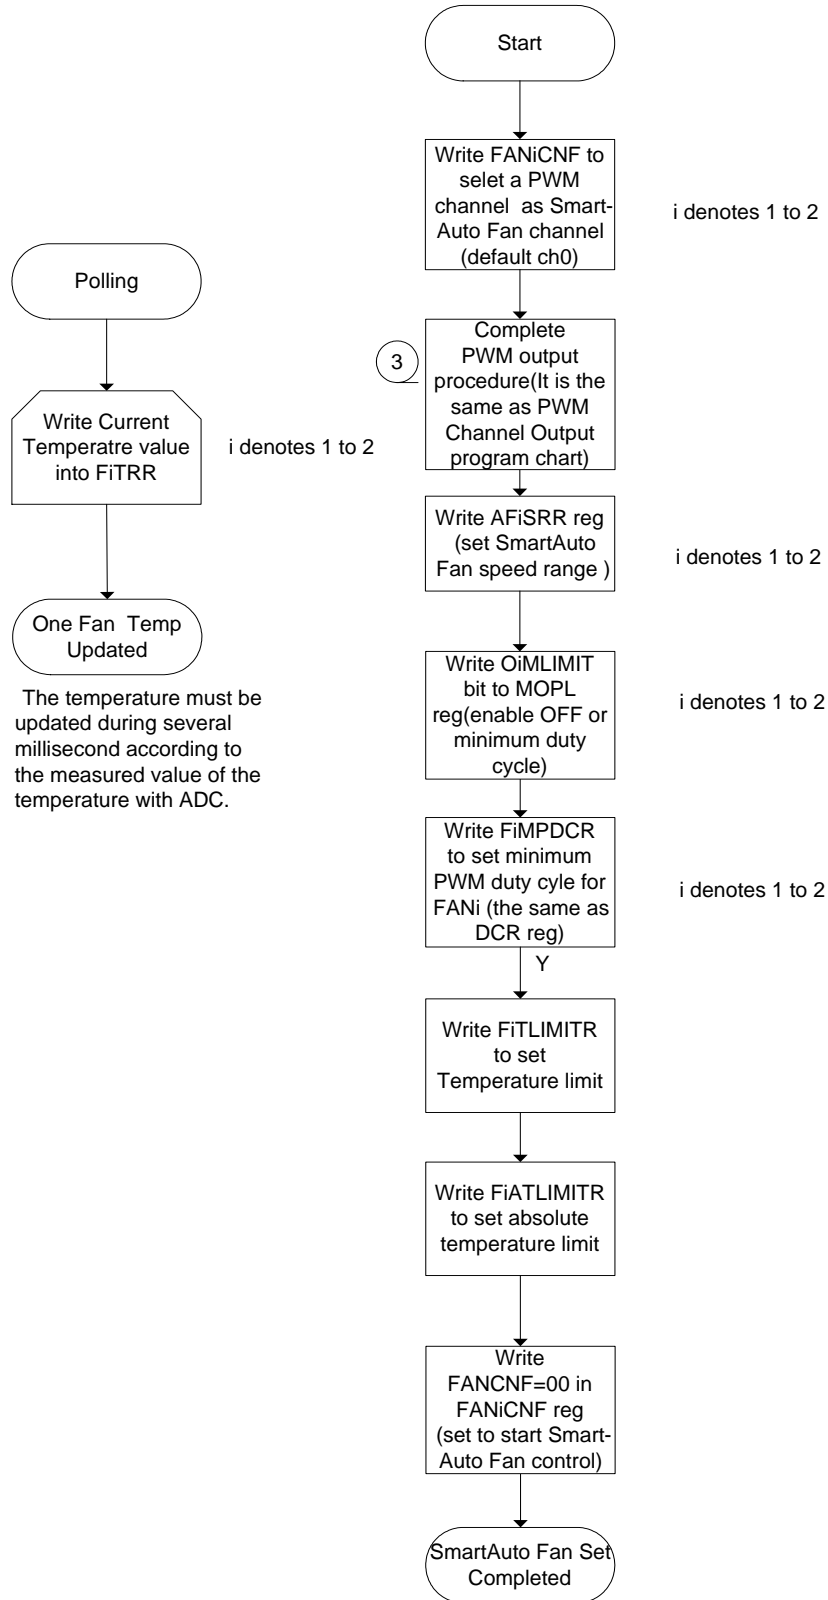 Start
Write FANiCNF to
selet a PWM
channel as Smart-
Auto Fan channel
(default ch0)
i denotes 1 to 2
Polling
Complete
PWM output
procedure(It is the
same as PWM
Channel Output
program chart)
3
Write Current
Temperatre value
into FiTRR
i denotes 1 to 2
Write AFiSRR reg
(set SmartAuto
Fan speed range )
i denotes 1 to 2
One Fan Temp
Updated
The temperature must be
updated during several
millisecond according to
the measured value of the
temperature with ADC.
Write OiMLIMIT
bit to MOPL
reg(enable OFF or
minimum duty
cycle)
i denotes 1 to 2
Write FiMPDCR
to set minimum
PWM duty cyle for
FANi (the same as
DCR reg)
i denotes 1 to 2
Y
Write FiTLIMITR
to set
Temperature limit
Write FiATLIMITR
to set absolute
temperature limit
Write
FANCNF=00 in
FANiCNF reg
(set to start Smart-
Auto Fan control)
SmartAuto Fan Set
Completed